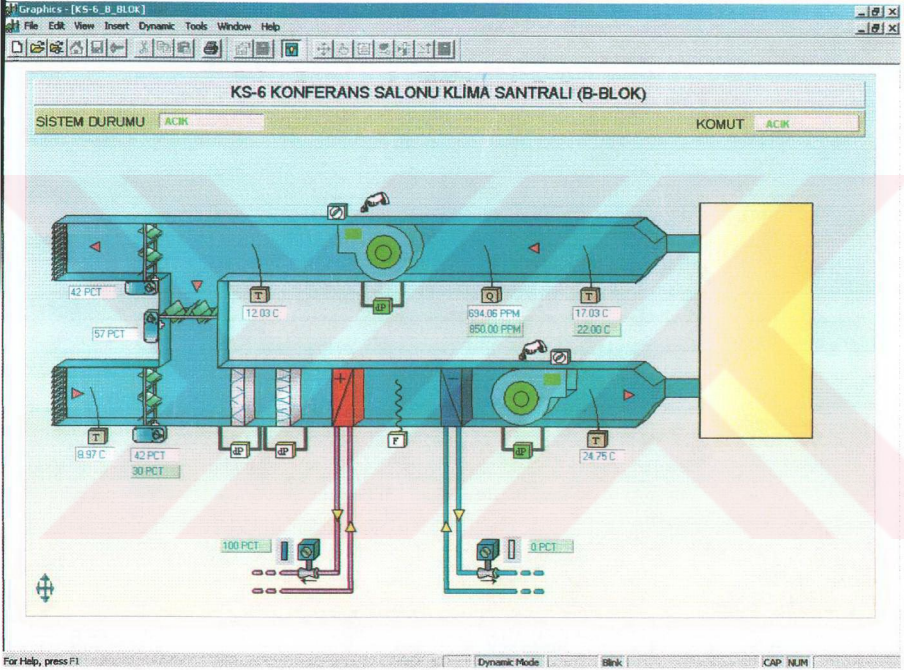 Graphics - [KS-6_B_BLOK]
File Edit View Insert Dynamic Tools Window Help
KS-6 KONFERANS SALONU KLİMA SANTRALI (B-BLOK)
SİSTEM DURUMU ACIK KOMUT ACIK
42 PCT
T
12.03 C
dP
Q
694.06 PPM
850.00 PPM
T
17.03 C
22.00 C
57 PCT
T
8.97 C
42 PCT
30 PCT
dP
dP
+
F
−
dP
T
24.75 C
100 PCT
0 PCT
For Help, press F1 Dynamic Mode Blink CAP NUM